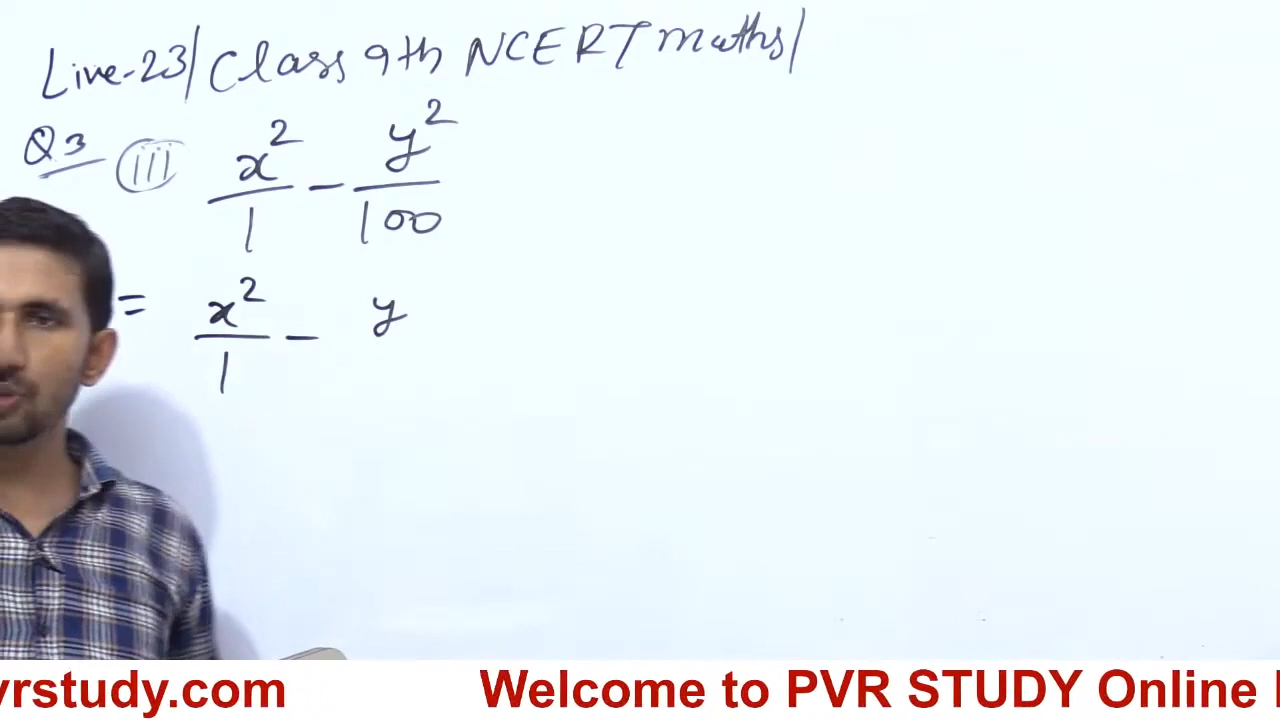 Live-23/Class 9th NCERT maths/
Q3 (iii) x²/1 - y²/100
= x²/1 - y
vrstudy.com Welcome to PVR STUDY Online